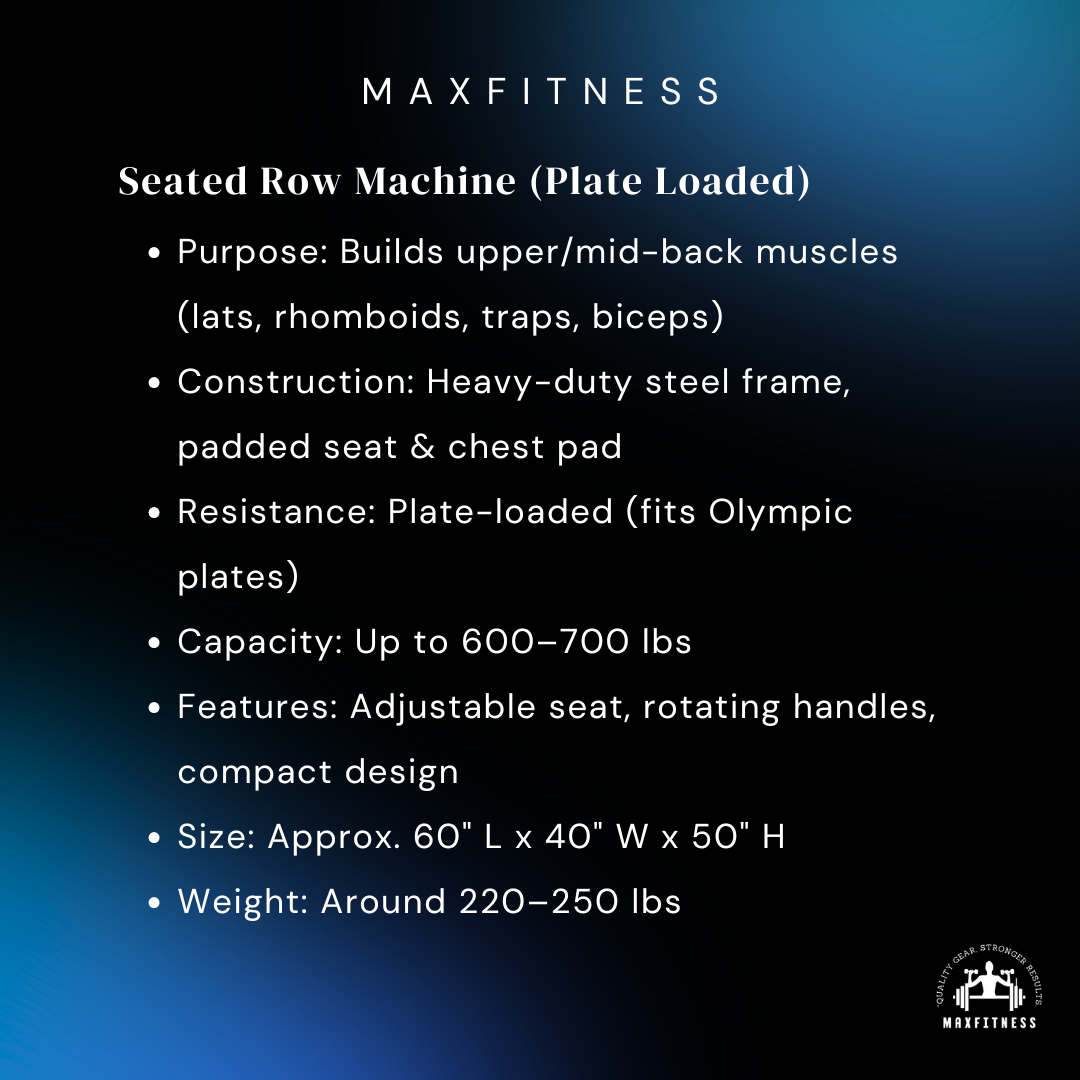 MAXFITNESS
Seated Row Machine (Plate Loaded)
• Purpose: Builds upper/mid-back muscles
(lats, rhomboids, traps, biceps)
• Construction: Heavy-duty steel frame,
padded seat & chest pad
• Resistance: Plate-loaded (fits Olympic
plates)
• Capacity: Up to 600–700 lbs
• Features: Adjustable seat, rotating handles,
compact design
• Size: Approx. 60" L x 40" W x 50" H
• Weight: Around 220–250 lbs
"QUALITY GEAR. STRONGER RESULTS
MAXFITNESS